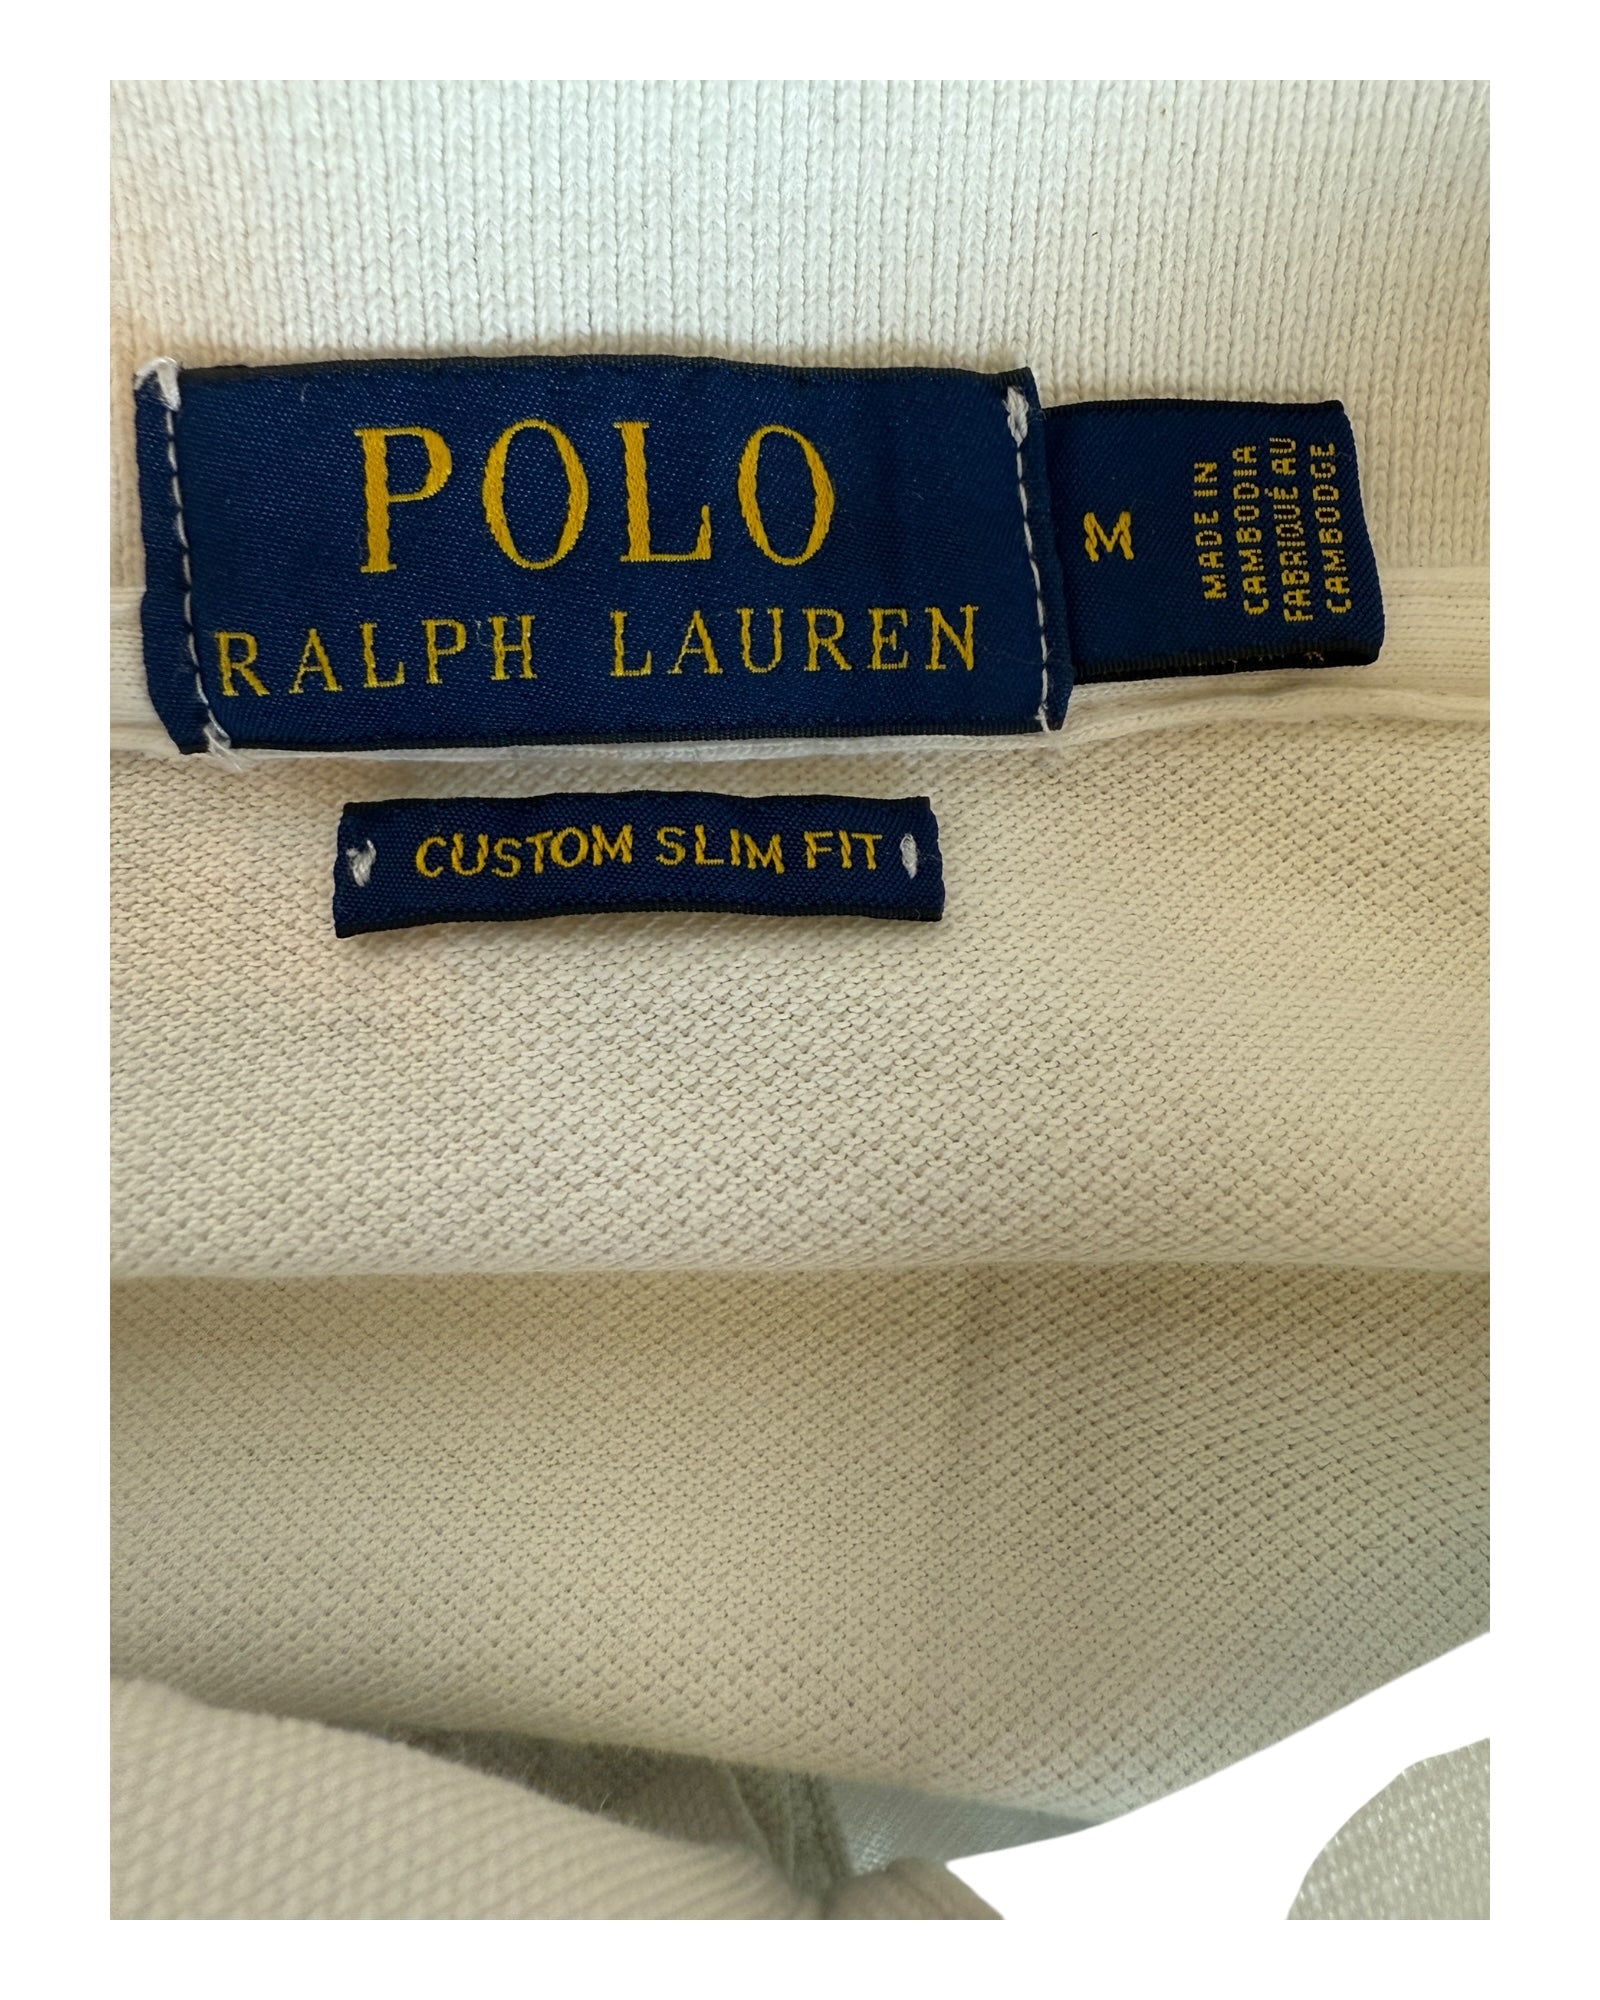 POLO
RALPH LAUREN
M
MADE IN
CAMBODIA
FABRIQUÉ AU
CAMBODGE
CUSTOM SLIM FIT